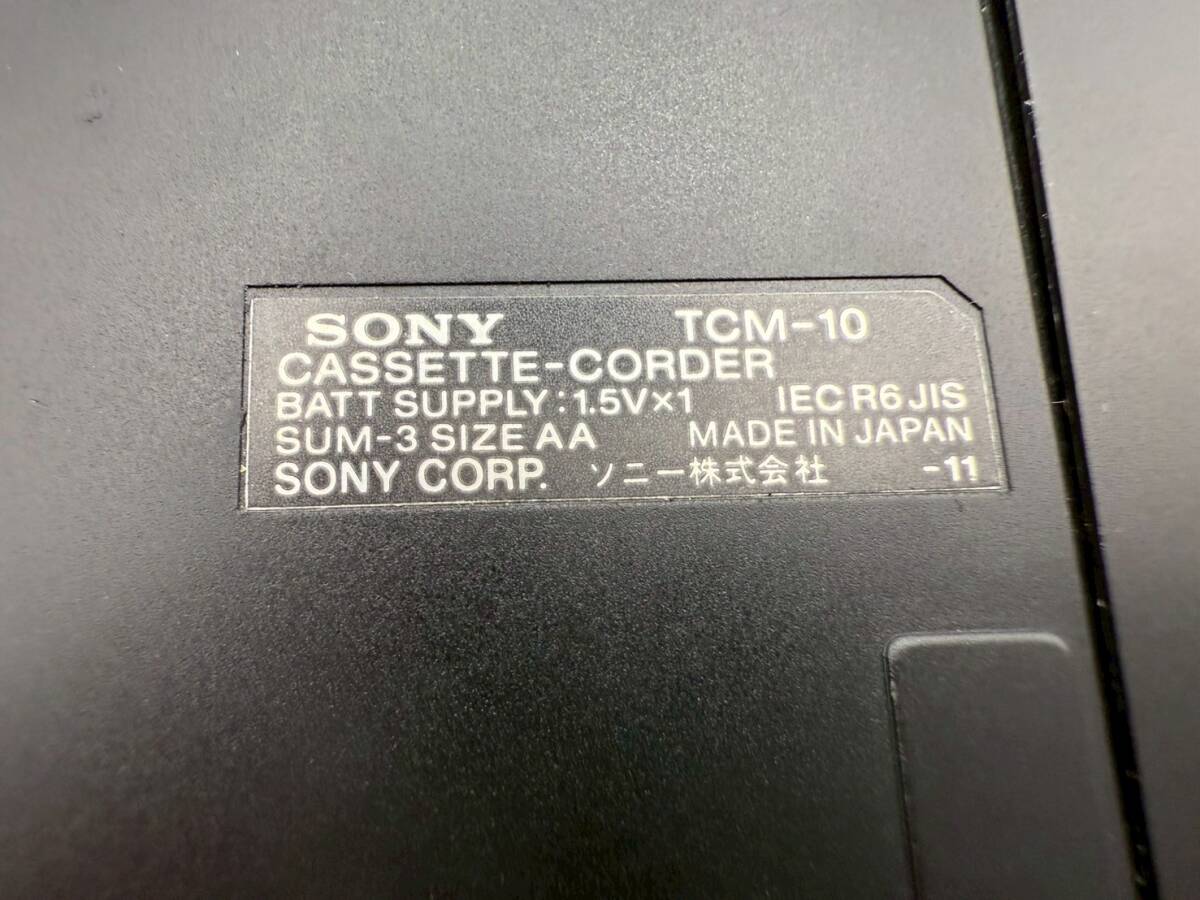 SONY TCM-10
CASSETTE-CORDER
BATT SUPPLY : 1.5V×1 IEC R6 JIS
SUM-3 SIZE AA MADE IN JAPAN
SONY CORP. ソニー株式会社 -11